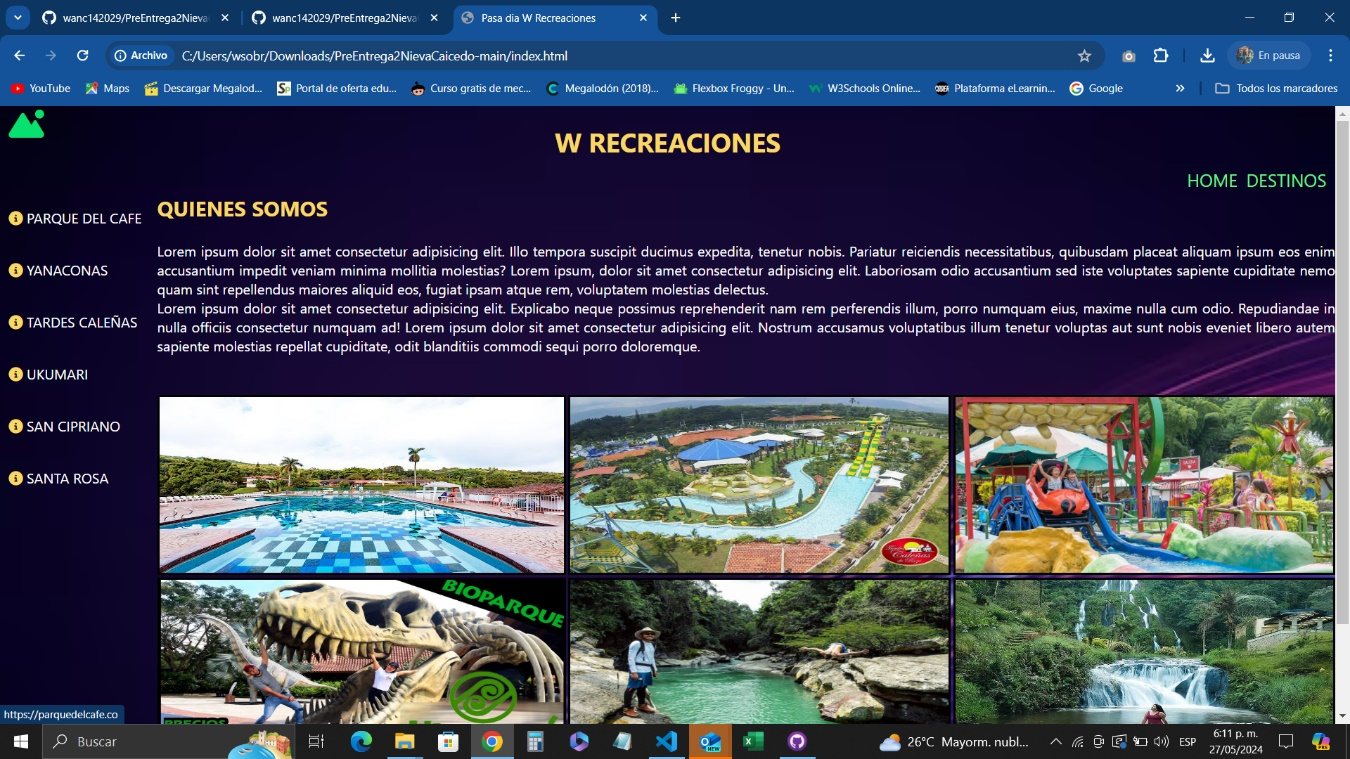 wanc142029/PreEntrega2Nieva
wanc142029/PreEntrega2Nieva
Pasa dia W Recreaciones
Archivo
C:/Users/wsobr/Downloads/PreEntrega2NievaCaicedo-main/index.html
En pausa
YouTube
Maps
Descargar Megalod...
Portal de oferta edu...
Curso gratis de mec...
Megalodón (2018)...
Flexbox Froggy - Un...
W3Schools Online...
Plataforma eLearnin...
Google
»
Todos los marcadores
W RECREACIONES
HOME DESTINOS
PARQUE DEL CAFE
YANACONAS
TARDES CALEÑAS
UKUMARI
SAN CIPRIANO
SANTA ROSA
QUIENES SOMOS
Lorem ipsum dolor sit amet consectetur adipisicing elit. Illo tempora suscipit ducimus expedita, tenetur nobis. Pariatur reiciendis necessitatibus, quibusdam placeat aliquam ipsum eos enim
accusantium impedit veniam minima mollitia molestias? Lorem ipsum, dolor sit amet consectetur adipisicing elit. Laboriosam odio accusantium sed iste voluptates sapiente cupiditate nemo
quam sint repellendus maiores aliquid eos, fugiat ipsam atque rem, voluptatem molestias delectus.
Lorem ipsum dolor sit amet consectetur adipisicing elit. Explicabo neque possimus reprehenderit nam rem perferendis illum, porro numquam eius, maxime nulla cum odio. Repudiandae in
nulla officiis consectetur numquam ad! Lorem ipsum dolor sit amet consectetur adipisicing elit. Nostrum accusamus voluptatibus illum tenetur voluptas aut sunt nobis eveniet libero autem
sapiente molestias repellat cupiditate, odit blanditiis commodi sequi porro doloremque.
Caleñas
BIOPARQUE
PRECIOS
https://parquedelcafe.co
Buscar
NEW
26°C Mayorm. nubl...
ESP
6:11 p. m.
27/05/2024